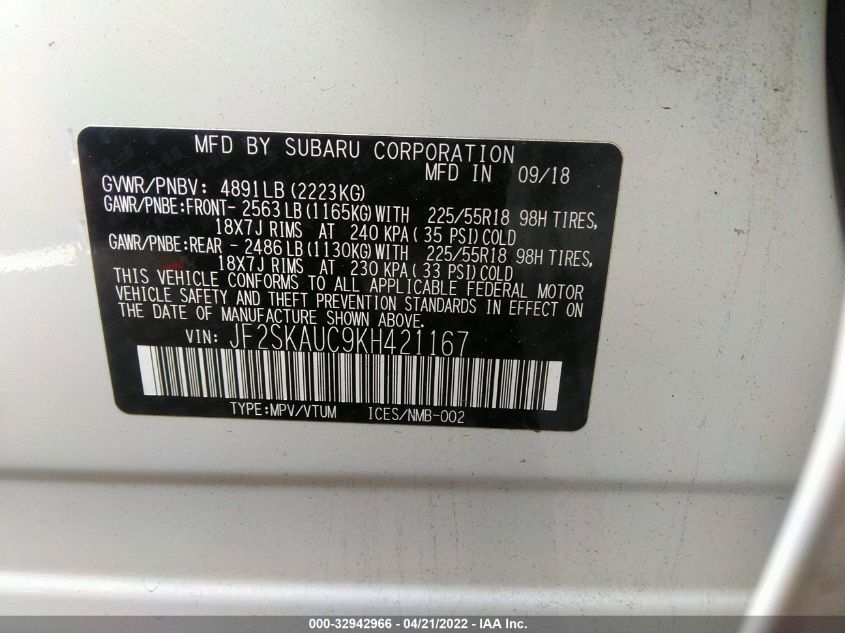 MFD BY SUBARU CORPORATION
MFD IN 09/18
GVWR/PNBV: 4891LB (2223KG)
GAWR/PNBE:FRONT- 2563LB (1165KG)WITH 225/55R18 98H TIRES,
18X7J RIMS AT 240 KPA ( 35 PSI)COLD
GAWR/PNBE:REAR - 2486LB (1130KG)WITH 225/55R18 98H TIRES,
18X7J RIMS AT 230 KPA ( 33 PSI)COLD
THIS VEHICLE CONFORMS TO ALL APPLICABLE FEDERAL MOTOR
VEHICLE SAFETY AND THEFT PREVENTION STANDARDS IN EFFECT ON
THE DATE OF MANUFACTURE SHOWN ABOVE.
VIN: JF2SKAUC9KH421167
TYPE:MPV/VTUM ICES/NMB-002
000-32942966 - 04/21/2022 - IAA Inc.